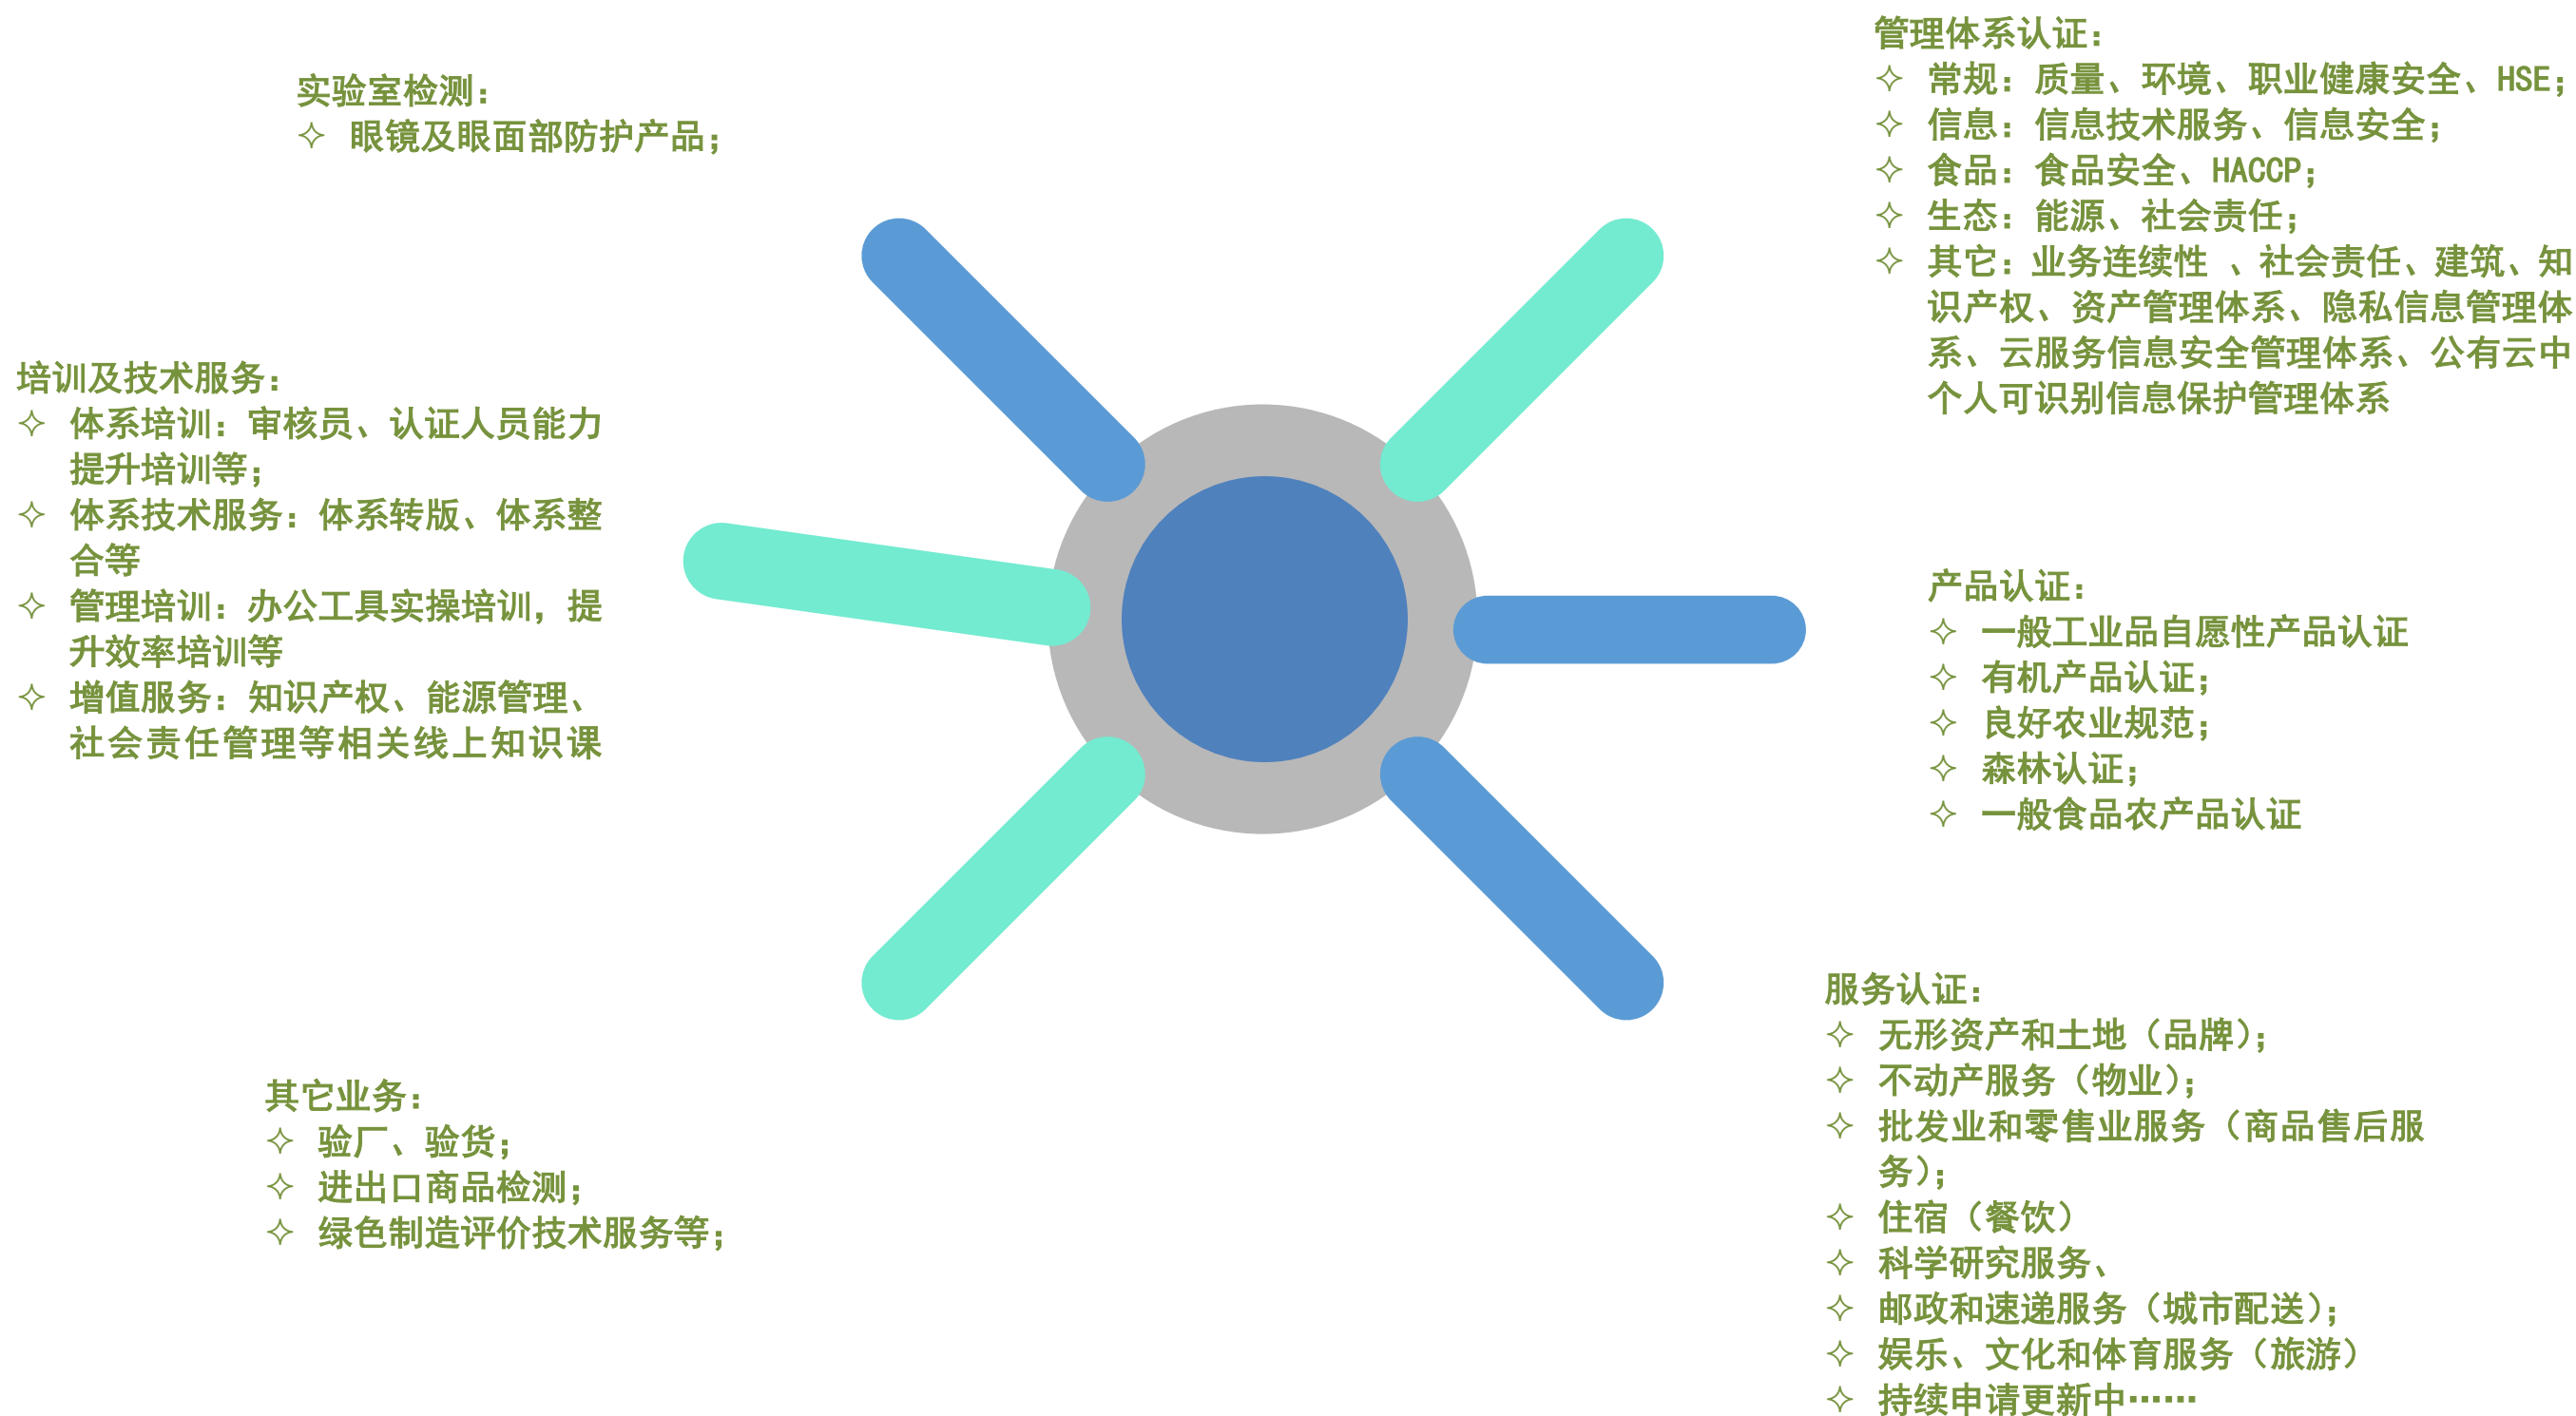 实验室检测：
✧ 眼镜及眼面部防护产品；
培训及技术服务：
✧ 体系培训：审核员、认证人员能力
提升培训等；
✧ 体系技术服务：体系转版、体系整
合等
✧ 管理培训：办公工具实操培训，提
升效率培训等
✧ 增值服务：知识产权、能源管理、
社会责任管理等相关线上知识课
其它业务：
✧ 验厂、验货；
✧ 进出口商品检测；
✧ 绿色制造评价技术服务等；
管理体系认证：
✧ 常规：质量、环境、职业健康安全、HSE；
✧ 信息：信息技术服务、信息安全；
✧ 食品：食品安全、HACCP；
✧ 生态：能源、社会责任；
✧ 其它：业务连续性 、社会责任、建筑、知
识产权、资产管理体系、隐私信息管理体
系、云服务信息安全管理体系、公有云中
个人可识别信息保护管理体系
产品认证：
✧ 一般工业品自愿性产品认证
✧ 有机产品认证；
✧ 良好农业规范；
✧ 森林认证；
✧ 一般食品农产品认证
服务认证：
✧ 无形资产和土地（品牌）；
✧ 不动产服务（物业）；
✧ 批发业和零售业服务（商品售后服
务）；
✧ 住宿（餐饮）
✧ 科学研究服务、
✧ 邮政和速递服务（城市配送）；
✧ 娱乐、文化和体育服务（旅游）
✧ 持续申请更新中……